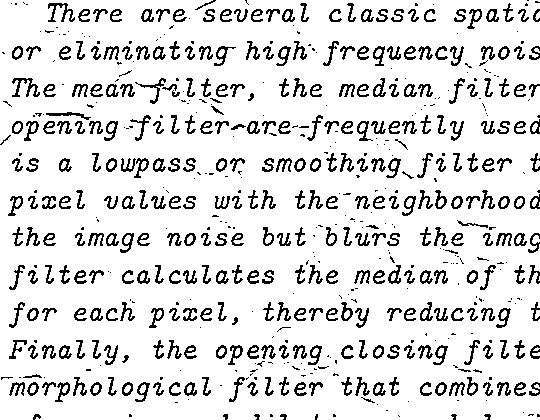 There are several classic spatia
or eliminating high frequency nois
The mean filter, the median filter
opening filter are frequently used
is a lowpass or smoothing filter t
pixel values with the neighborhood
the image noise but blurs the imag
filter calculates the median of th
for each pixel, thereby reducing t
Finally, the opening closing filte
morphological filter that combines